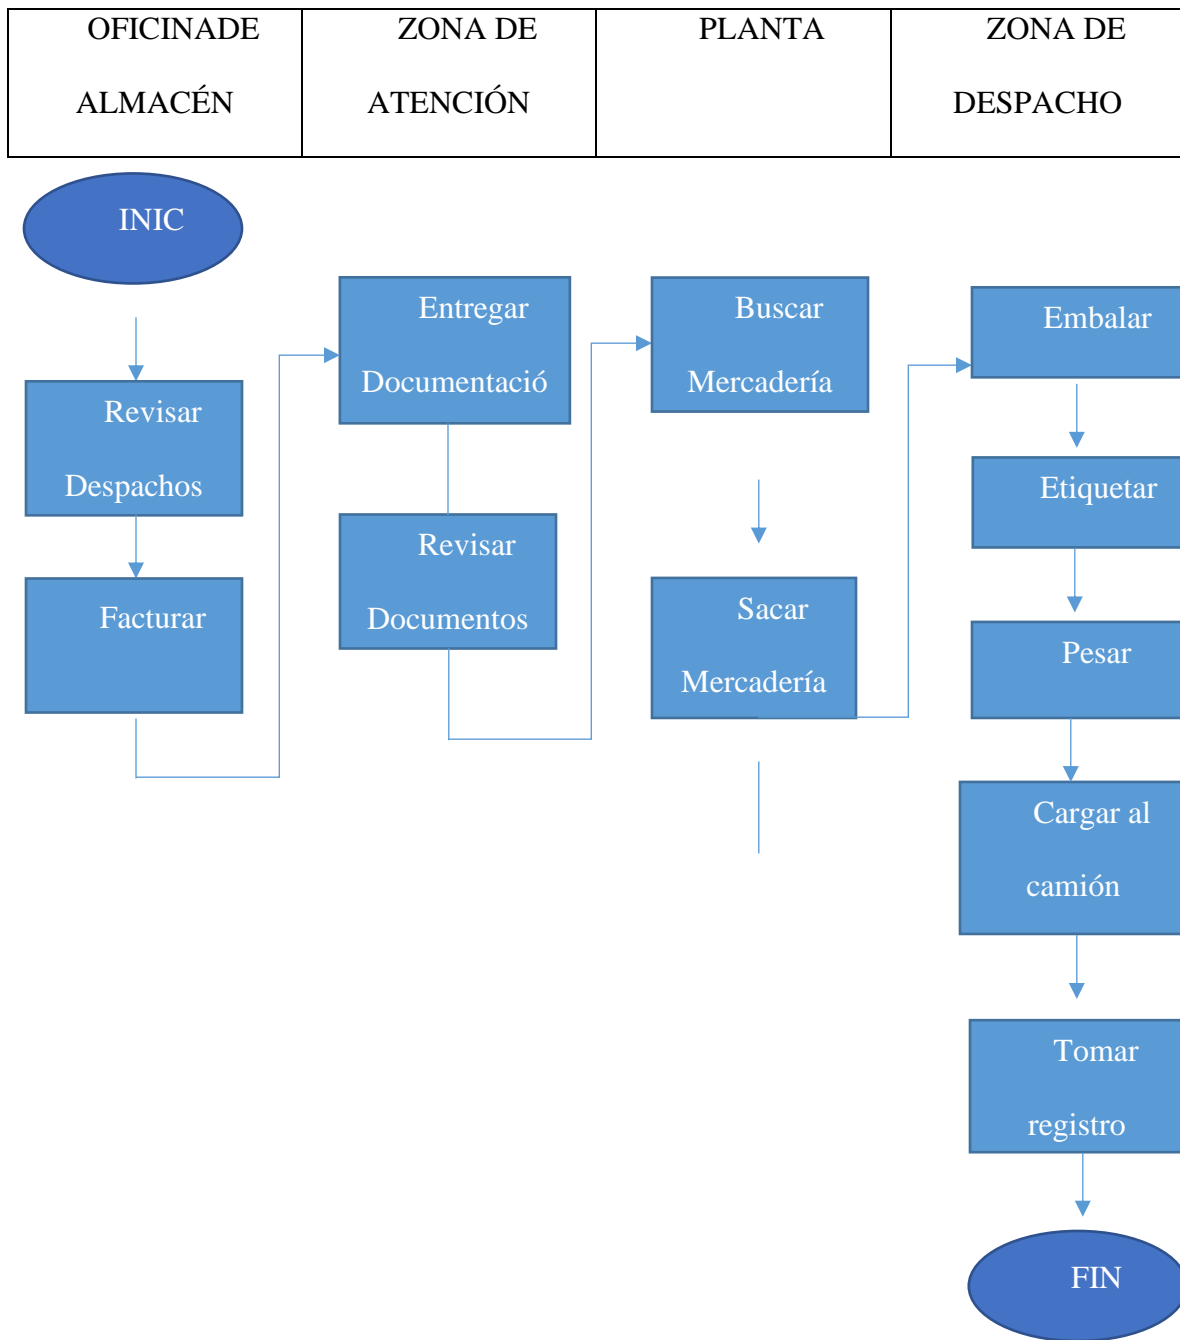 OFICINADE
ALMACÉN
ZONA DE
ATENCIÓN
PLANTA
ZONA DE
DESPACHO
INIC
Revisar
Despachos
Facturar
Entregar
Documentació
Revisar
Documentos
Buscar
Mercadería
Sacar
Mercadería
Embalar
Etiquetar
Pesar
Cargar al
camión
Tomar
registro
FIN